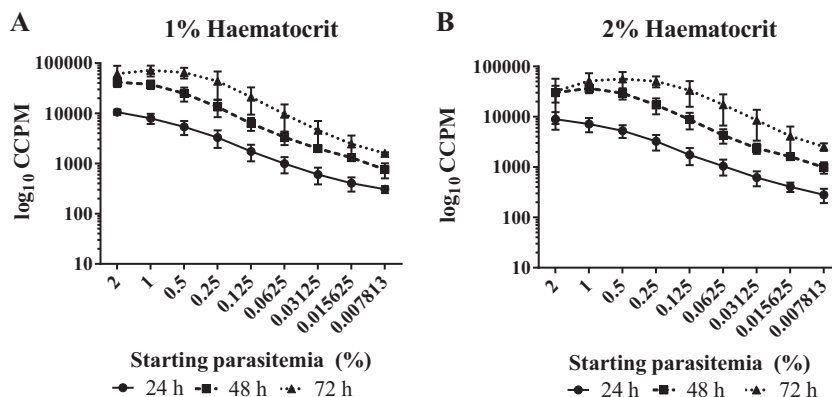 A
1% Haematocrit
log10 CCPM
100000
10000
1000
100
10
2
1
0.5
0.25
0.125
0.0625
0.03125
0.015625
0.007813
Starting parasitemia (%)
24 h 48 h 72 h
B
2% Haematocrit
log10 CCPM
1000000
100000
10000
1000
100
10
2
1
0.5
0.25
0.125
0.0625
0.03125
0.015625
0.007813
Starting parasitemia (%)
24 h 48 h 72 h